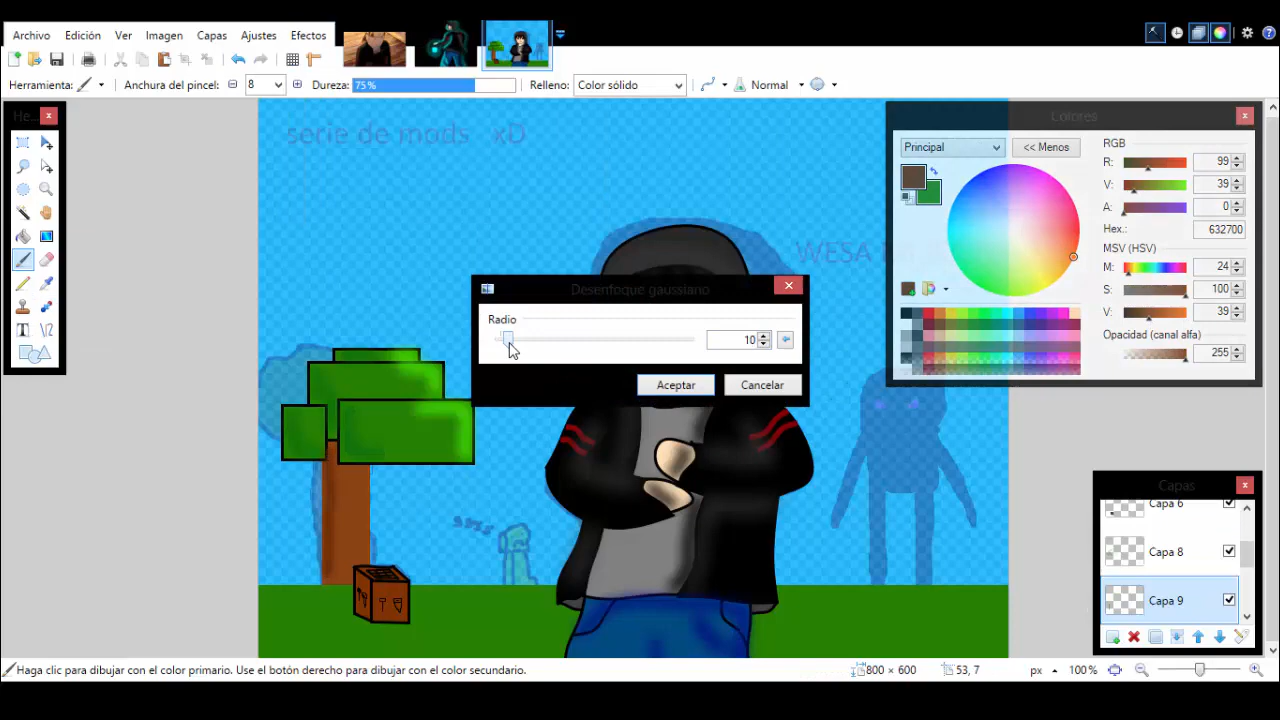 Archivo Edición Ver Imagen Capas Ajustes Efectos
Herramienta: Anchura del pincel: 8 Dureza: 75% Relleno: Color sólido Normal
He...
Colores
serie de mods xD
Principal << Menos
RGB
R: 99
V: 39
A: 0
Hex.: 632700
MSV (HSV)
M: 24
S: 100
V: 39
Opacidad (canal alfa)
255
WESA
Desenfoque gaussiano
Radio
10
Aceptar Cancelar
Capas
Capa 6
Capa 8
Capa 9
Haga clic para dibujar con el color primario. Use el botón derecho para dibujar con el color secundario. 800 × 600 53, 7 px 100%